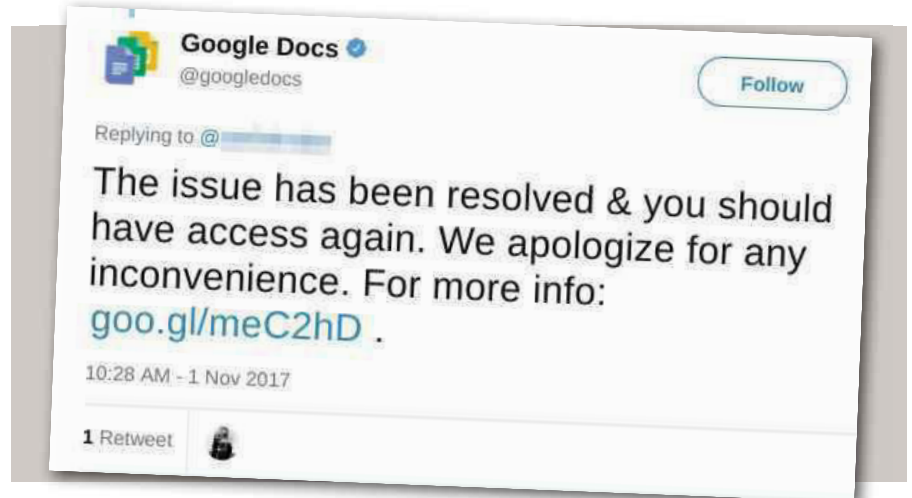 Google Docs
@googledocs
Follow
Replying to @
The issue has been resolved & you should
have access again. We apologize for any
inconvenience. For more info:
goo.gl/meC2hD .
10:28 AM - 1 Nov 2017
1 Retweet